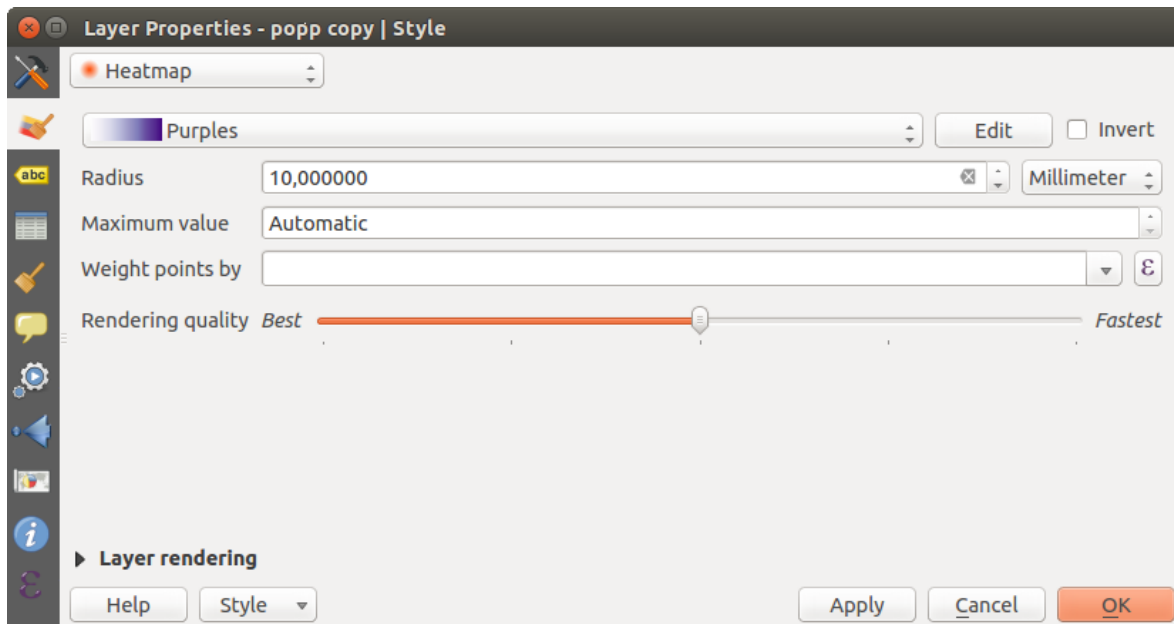 Layer Properties - popp copy | Style
Heatmap
Purples Edit Invert
abc
Radius 10,000000 Millimeter
Maximum value Automatic
Weight points by ε
Rendering quality Best Fastest
i
Layer rendering
ε
Help Style Apply Cancel OK